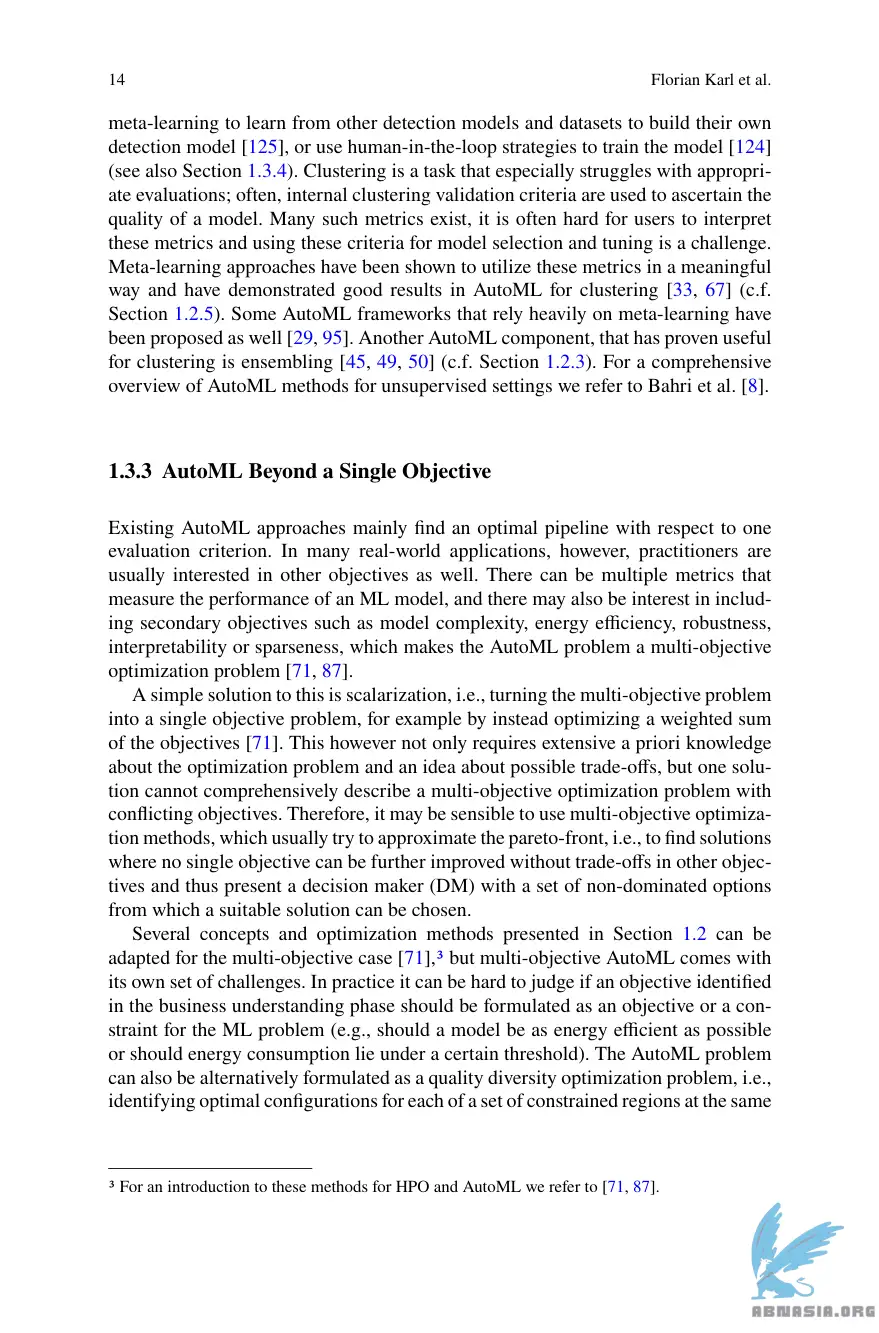 14
Florian Karl et al.
meta-learning to learn from other detection models and datasets to build their own
detection model [125], or use human-in-the-loop strategies to train the model [124]
(see also Section 1.3.4). Clustering is a task that especially struggles with appropri-
ate evaluations; often, internal clustering validation criteria are used to ascertain the
quality of a model. Many such metrics exist, it is often hard for users to interpret
these metrics and using these criteria for model selection and tuning is a challenge.
Meta-learning approaches have been shown to utilize these metrics in a meaningful
way and have demonstrated good results in AutoML for clustering [33, 67] (c.f.
Section 1.2.5). Some AutoML frameworks that rely heavily on meta-learning have
been proposed as well [29, 95]. Another AutoML component, that has proven useful
for clustering is ensembling [45, 49, 50] (c.f. Section 1.2.3). For a comprehensive
overview of AutoML methods for unsupervised settings we refer to Bahri et al. [8].
1.3.3 AutoML Beyond a Single Objective
Existing AutoML approaches mainly find an optimal pipeline with respect to one
evaluation criterion. In many real-world applications, however, practitioners are
usually interested in other objectives as well. There can be multiple metrics that
measure the performance of an ML model, and there may also be interest in includ-
ing secondary objectives such as model complexity, energy efficiency, robustness,
interpretability or sparseness, which makes the AutoML problem a multi-objective
optimization problem [71, 87].
A simple solution to this is scalarization, i.e., turning the multi-objective problem
into a single objective problem, for example by instead optimizing a weighted sum
of the objectives [71]. This however not only requires extensive a priori knowledge
about the optimization problem and an idea about possible trade-offs, but one solu-
tion cannot comprehensively describe a multi-objective optimization problem with
conflicting objectives. Therefore, it may be sensible to use multi-objective optimiza-
tion methods, which usually try to approximate the pareto-front, i.e., to find solutions
where no single objective can be further improved without trade-offs in other objec-
tives and thus present a decision maker (DM) with a set of non-dominated options
from which a suitable solution can be chosen.
Several concepts and optimization methods presented in Section 1.2 can be
adapted for the multi-objective case [71],³ but multi-objective AutoML comes with
its own set of challenges. In practice it can be hard to judge if an objective identified
in the business understanding phase should be formulated as an objective or a con-
straint for the ML problem (e.g., should a model be as energy efficient as possible
or should energy consumption lie under a certain threshold). The AutoML problem
can also be alternatively formulated as a quality diversity optimization problem, i.e.,
identifying optimal configurations for each of a set of constrained regions at the same
³ For an introduction to these methods for HPO and AutoML we refer to [71, 87].
ABNASIA.ORG